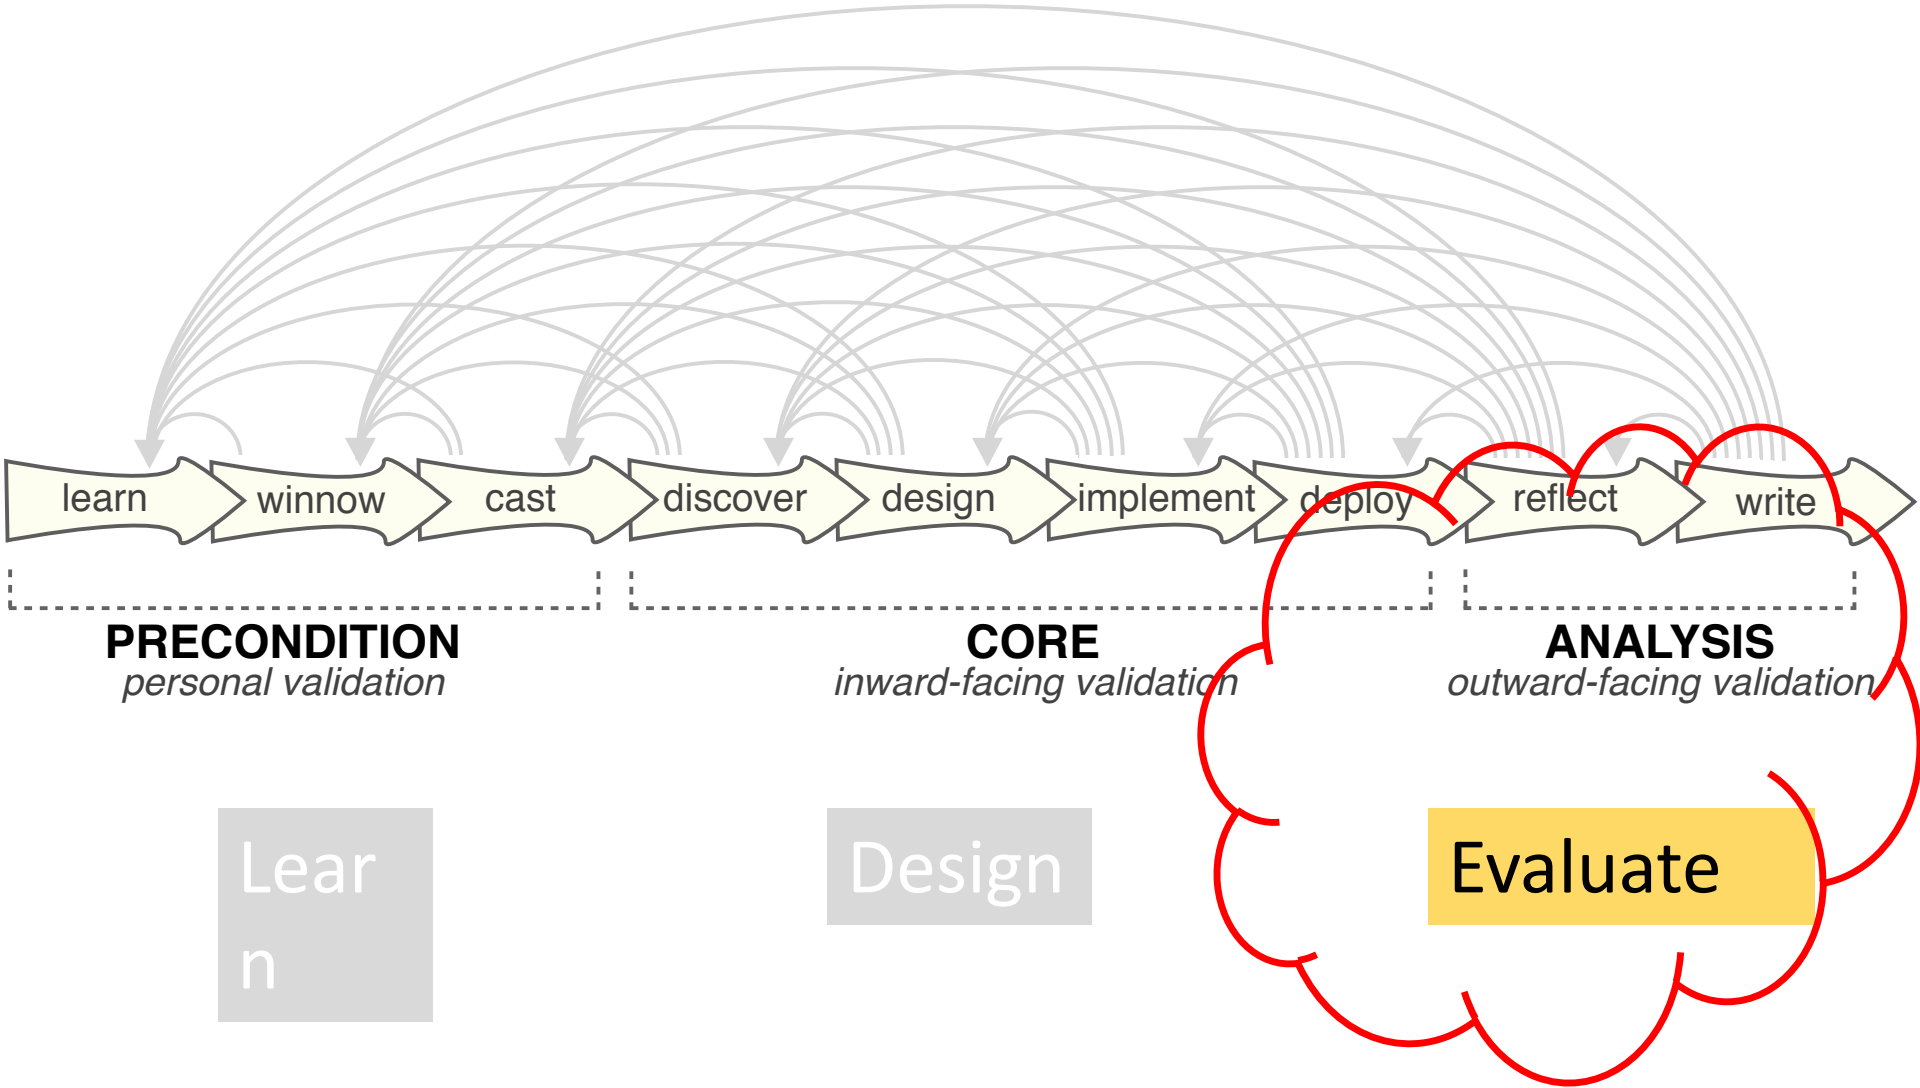 learn
winnow
cast
discover
design
implement
deploy
reflect
write
PRECONDITION
personal validation
CORE
inward-facing validation
ANALYSIS
outward-facing validation
Lear
n
Design
Evaluate